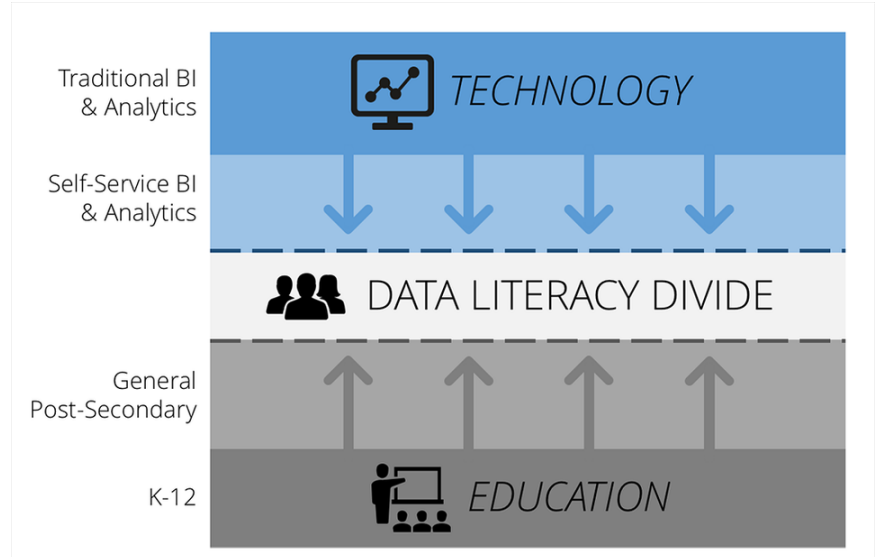 Traditional BI
& Analytics
TECHNOLOGY
Self-Service BI
& Analytics
DATA LITERACY DIVIDE
General
Post-Secondary
K-12
EDUCATION